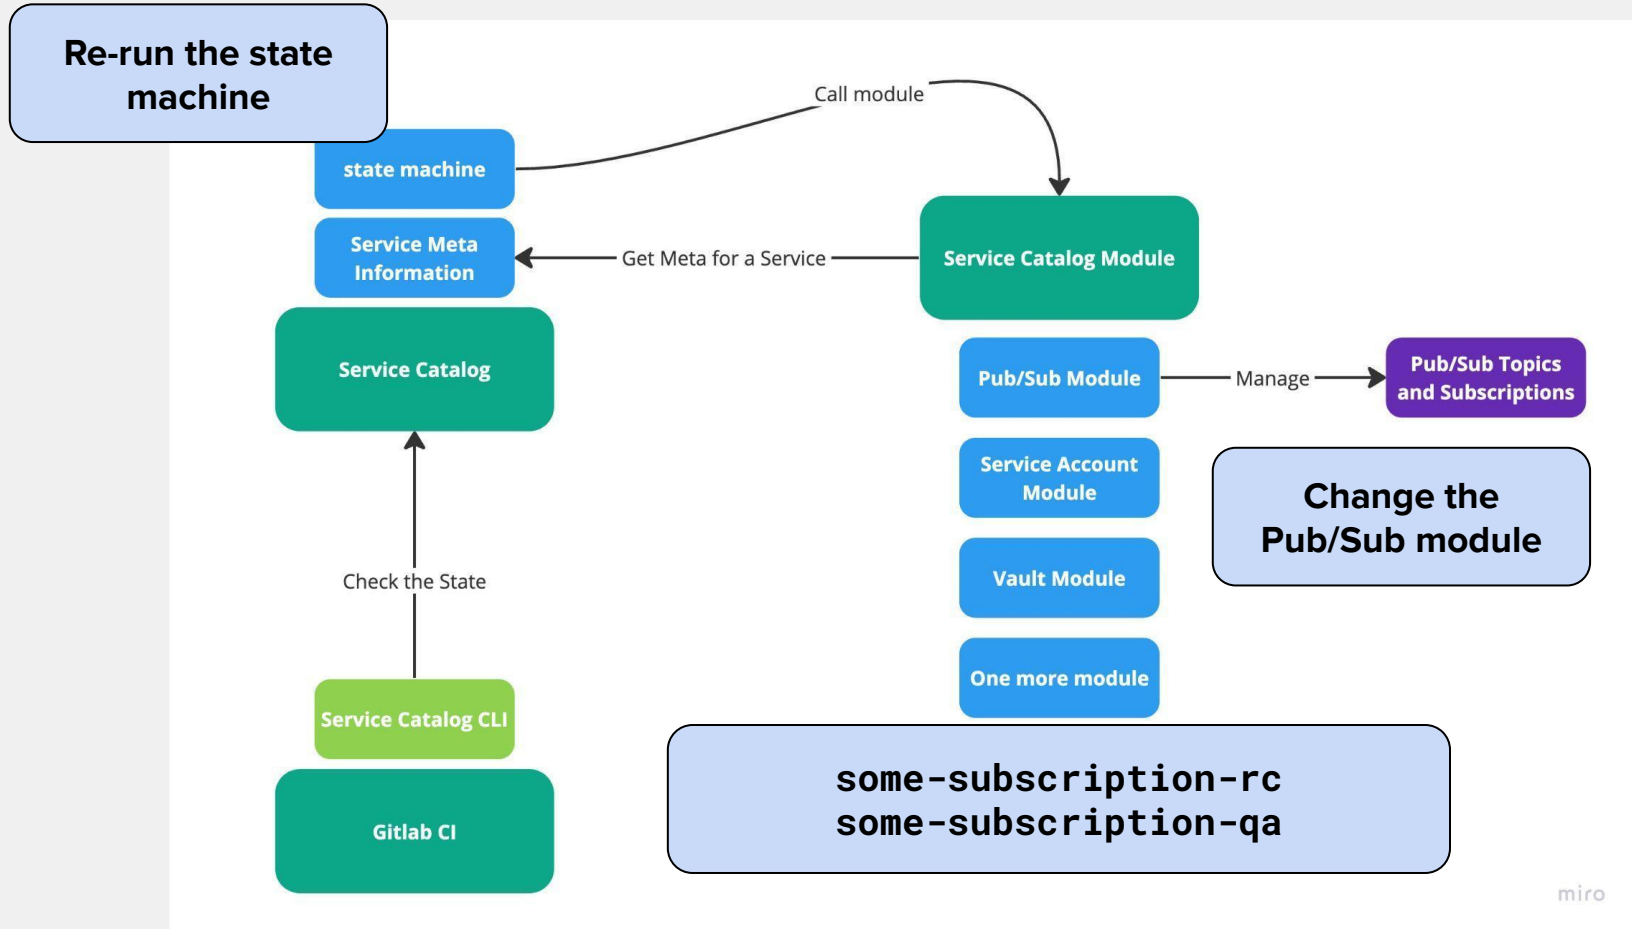 Re-run the state
machine
Call module
state machine
Service Meta
Information
Get Meta for a Service
Service Catalog Module
Service Catalog
Pub/Sub Module
Manage
Pub/Sub Topics
and Subscriptions
Service Account
Module
Change the
Pub/Sub module
Check the State
Vault Module
One more module
Service Catalog CLI
some-subscription-rc
some-subscription-qa
Gitlab CI
miro